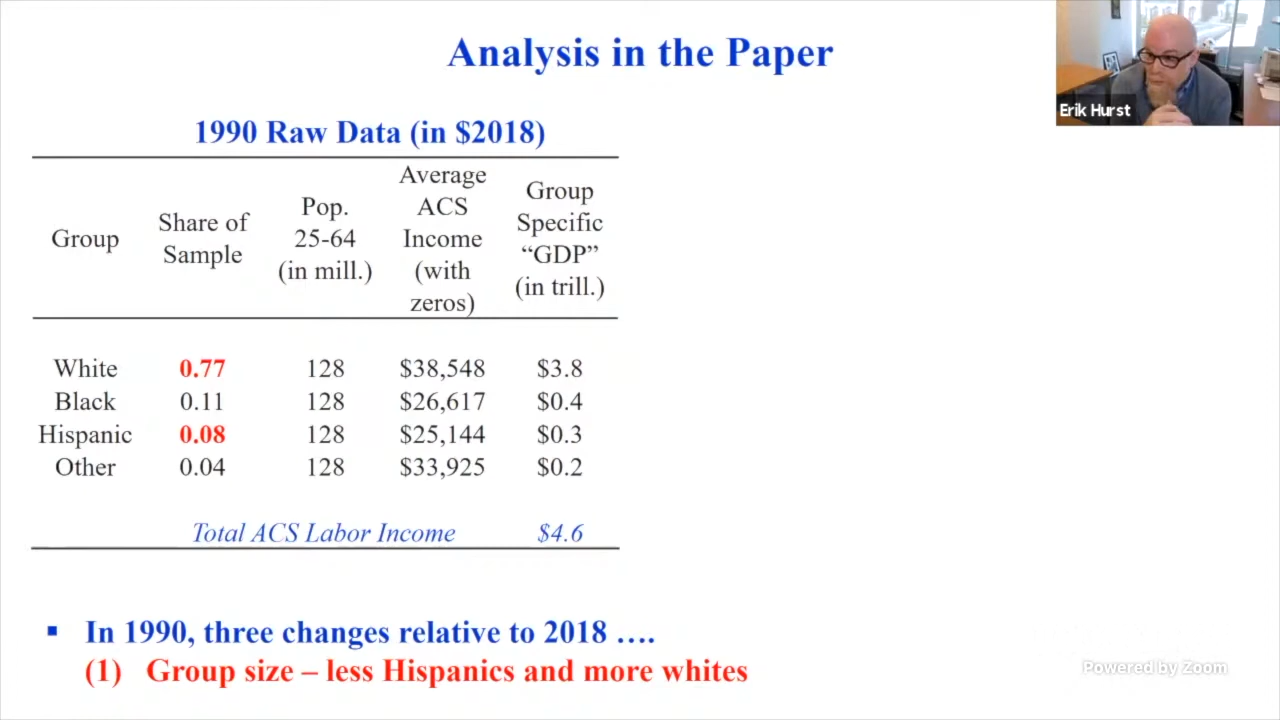 Analysis in the Paper
Erik Hurst
1990 Raw Data (in $2018)
Group
Share of
Sample
Pop.
25-64
(in mill.)
Average
ACS
Income
(with
zeros)
Group
Specific
“GDP”
(in trill.)
White 0.77 128 $38,548 $3.8
Black 0.11 128 $26,617 $0.4
Hispanic 0.08 128 $25,144 $0.3
Other 0.04 128 $33,925 $0.2
Total ACS Labor Income $4.6
▪ In 1990, three changes relative to 2018 ….
(1) Group size – less Hispanics and more whites
Powered by Zoom